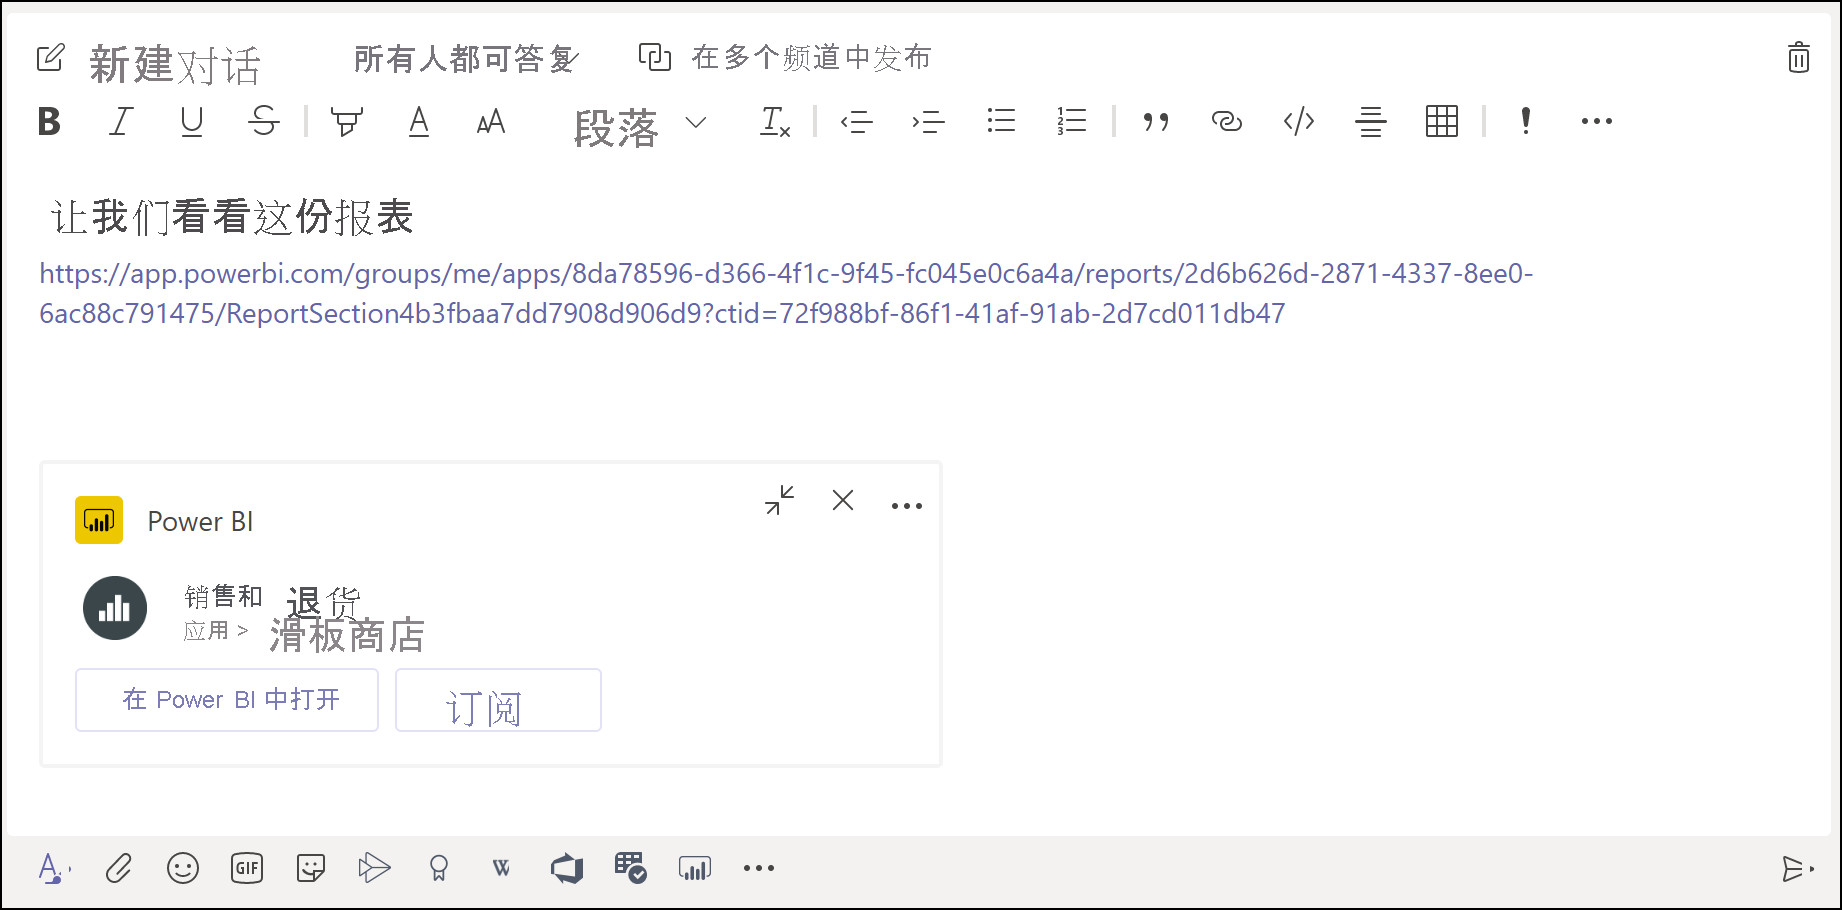 新建对话 所有人都可答复 在多个频道中发布
B I U S A AA 段落
让我们看看这份报表
https://app.powerbi.com/groups/me/apps/8da78596-d366-4f1c-9f45-fc045e0c6a4a/reports/2d6b626d-2871-4337-8ee0-
6ac88c791475/ReportSection4b3fbaa7dd7908d906d9?ctid=72f988bf-86f1-41af-91ab-2d7cd011db47
Power BI
销售和 退货
应用 > 滑板商店
在 Power BI 中打开 订阅
GIF